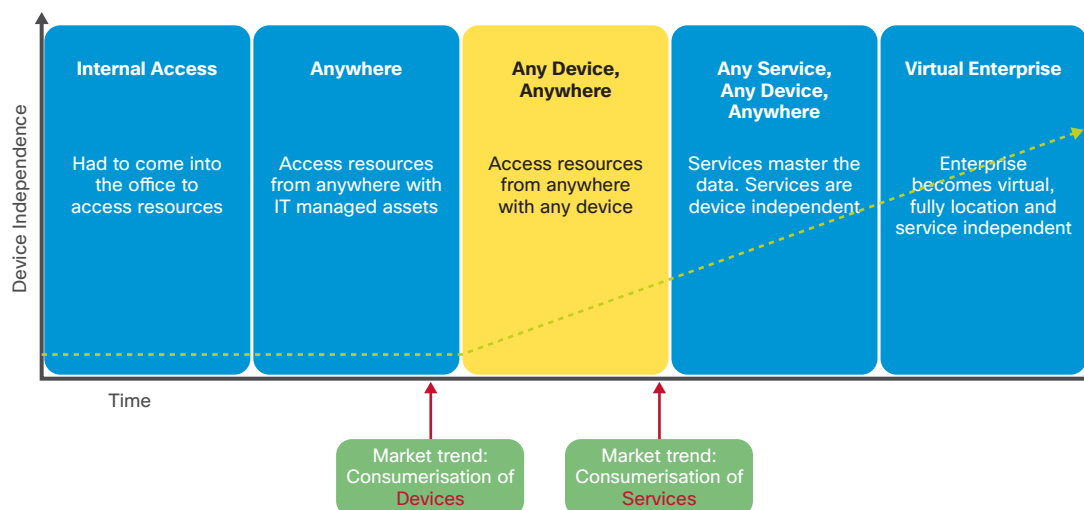 Device Independence
Internal Access
Had to come into
the office to
access resources
Anywhere
Access resources
from anywhere with
IT managed assets
Any Device,
Anywhere
Access resources
from anywhere
with any device
Any Service,
Any Device,
Anywhere
Services master the
data. Services are
device independent
Virtual Enterprise
Enterprise
becomes virtual,
fully location and
service independent
Time
Market trend:
Consumerisation of
Devices
Market trend:
Consumerisation of
Services